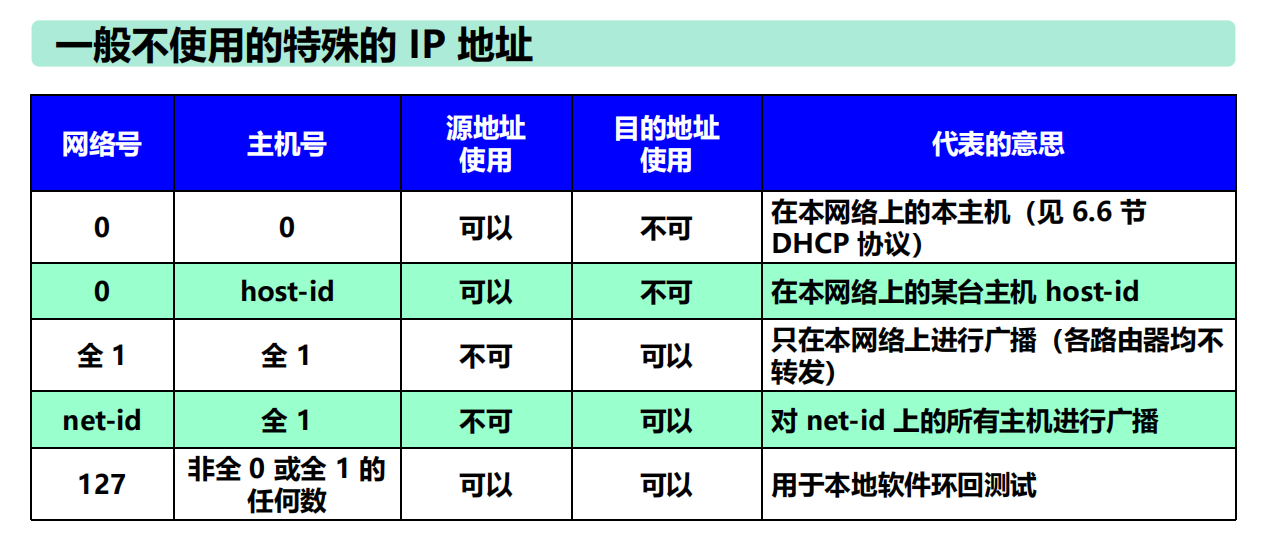 一般不使用的特殊的 IP 地址
网络号 主机号 源地址 使用 目的地址 使用 代表的意思
0 0 可以 不可 在本网络上的本主机（见 6.6 节
DHCP 协议）
0 host-id 可以 不可 在本网络上的某台主机 host-id
全 1 全 1 不可 可以 只在本网络上进行广播（各路由器均不
转发）
net-id 全 1 不可 可以 对 net-id 上的所有主机进行广播
127 非全 0 或全 1 的
任何数 可以 可以 用于本地软件环回测试